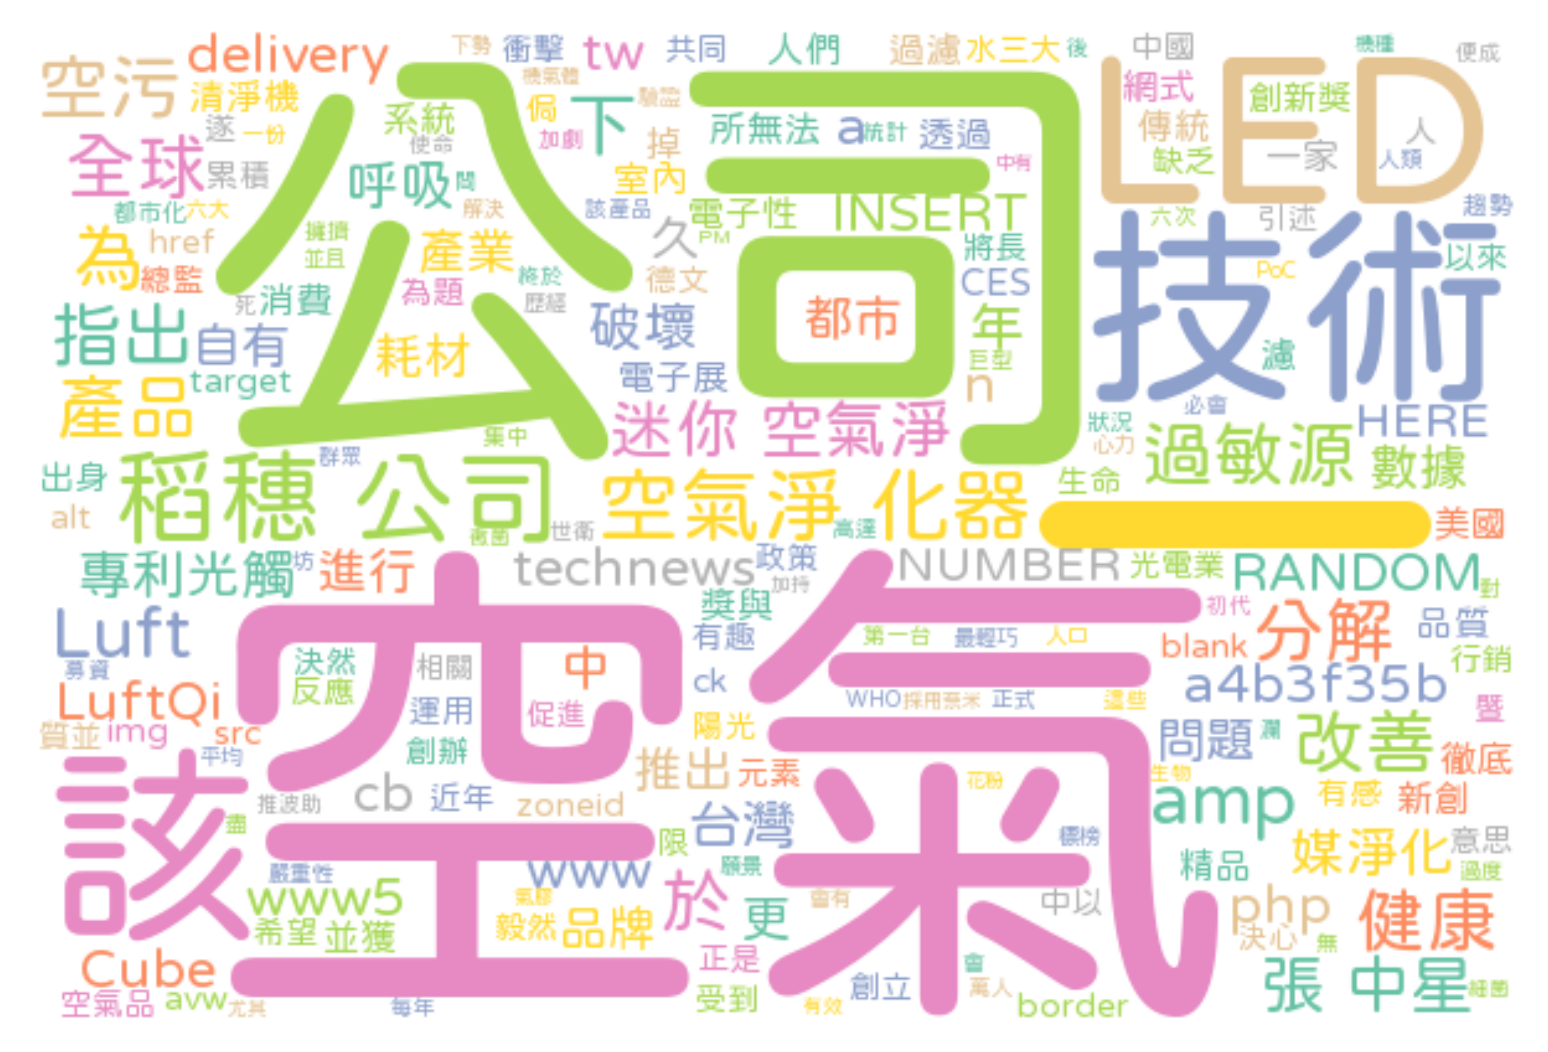 空污 delivery 下勢 衝擊 tw 共同 人們 過濾 水三大 後 中國 機種 便成
清淨機 機氣體 網式 創新獎
遂 一份 系統 侷 下 驗證 所無法 a 統計 透過 傳統 人
全球 累積 使命 加劇 掉 缺乏 一家 人類
呼吸 問 室內 中有 LED
都市化 六大 解決 該產品 電子性 INSERT 六次 引述 趨勢
為 href 擁擠 並且 產業 久 PM 將長 以來
總監 終於 德文 CES PoC
死 消費 為題 歷經 公司 都市 年 技術
指出 自有 耗材 破壞 巨型 濾
產品 target 電子展 n 必會
迷你 空氣淨 狀況 HERE
集中 心力 過敏源 數據
出身 群眾 稻穗 公司 空氣淨 化器 生命
alt 黴菌 世衛 高達 一 美國
專利光觸 坊 進行 technews 政策 NUMBER 光電業 RANDOM 對
加持 獎與 初代
Luft 有趣 第一台 最輕巧 人口 分解 品質
募資 決然 相關 中 blank 行銷
LuftQi 反應 ck WHO 採用奈米 正式 這些 a4b3f35b
質並 img src 運用 促進 陽光 暨
平均 創辦 空氣 問題 瀾 改善 徹底
推出 元素 生物
該 推波助 cb 近年 zoneid 花粉 amp 有感 新創
盡 限 台灣 標榜 媒淨化 意思
嚴重性 www 願景 精品 過度
www5 氣膠 於 會有 中以 php 健康
希望 並獲 毅然 品牌 更 決心 無
Cube 正是 會 張 中星
空氣品 avw 尤其 每年 受到 有效 創立 萬人 border 細菌